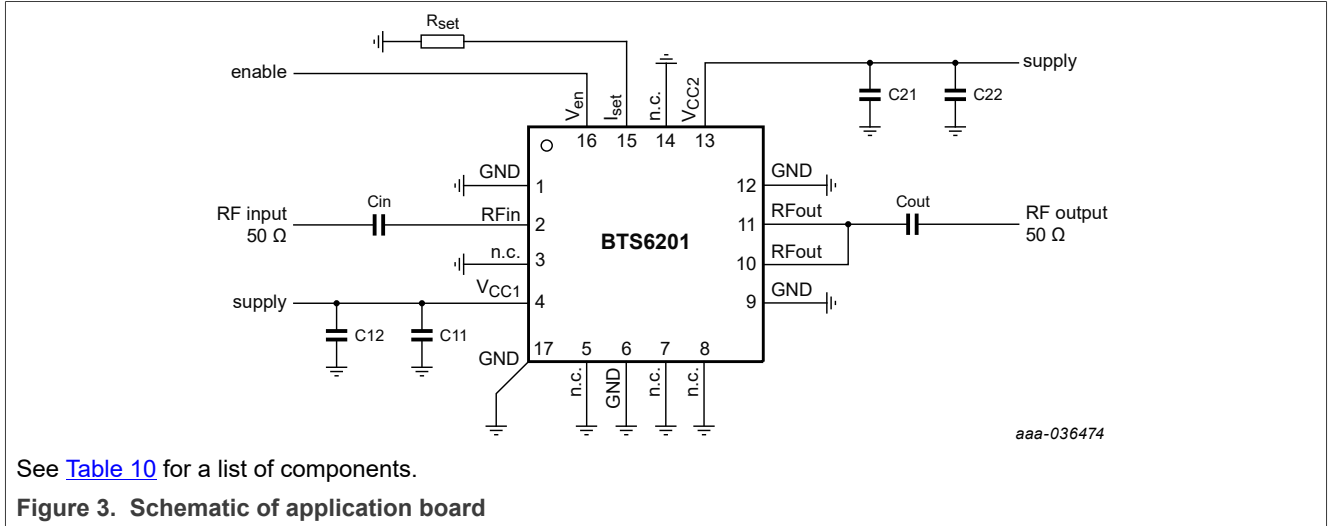 Rset
enable
supply
Ven
Iset
n.c.
VCC2
C21
C22
16
15
14
13
GND
1
12
GND
RF input
50 Ω
Cin
RFin
2
BTS6201
11
RFout
Cout
RF output
50 Ω
n.c.
3
10
RFout
supply
VCC1
4
9
GND
C12
C11
GND
17
5
6
7
8
n.c.
GND
n.c.
n.c.
aaa-036474
See Table 10 for a list of components.
Figure 3. Schematic of application board